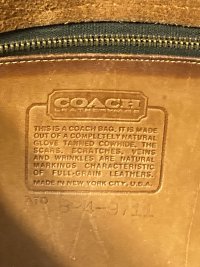 COACH
LEATHERWARE
THIS IS A COACH BAG. IT IS MADE
OUT OF A COMPLETELY NATURAL
GLOVE TANNED COWHIDE. THE
SCARS, SCRATCHES, VEINS
AND WRINKLES ARE NATURAL
MARKINGS CHARACTERISTIC
OF FULL-GRAIN LEATHERS.
MADE IN NEW YORK CITY, U.S.A.
NO